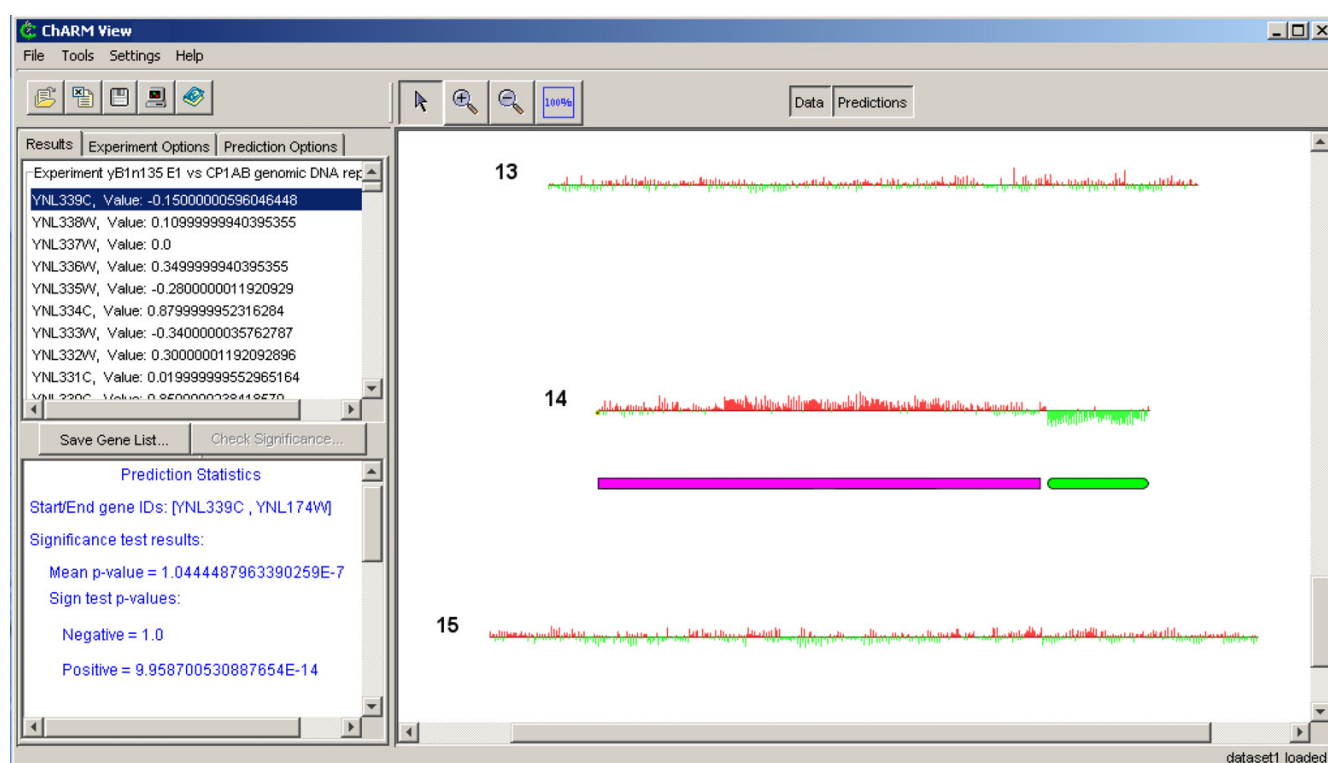 ChARM View
File Tools Settings Help
100%
Data Predictions
Results Experiment Options Prediction Options
Experiment yB1n135 E1 vs CP1AB genomic DNA rep
YNL339C, Value: -0.15000000596046448
YNL338W, Value: 0.10999999940395355
YNL337W, Value: 0.0
YNL336W, Value: 0.3499999940395355
YNL335W, Value: -0.2800000011920929
YNL334C, Value: 0.8799999952316284
YNL333W, Value: -0.3400000035762787
YNL332W, Value: 0.30000001192092896
YNL331C, Value: 0.019999999552965164
Save Gene List... Check Significance...
Prediction Statistics
Start/End gene IDs: [YNL339C , YNL174W]
Significance test results:
Mean p-value = 1.0444487963390259E-7
Sign test p-values:
Negative = 1.0
Positive = 9.958700530887654E-14
13
14
15
dataset1 loaded